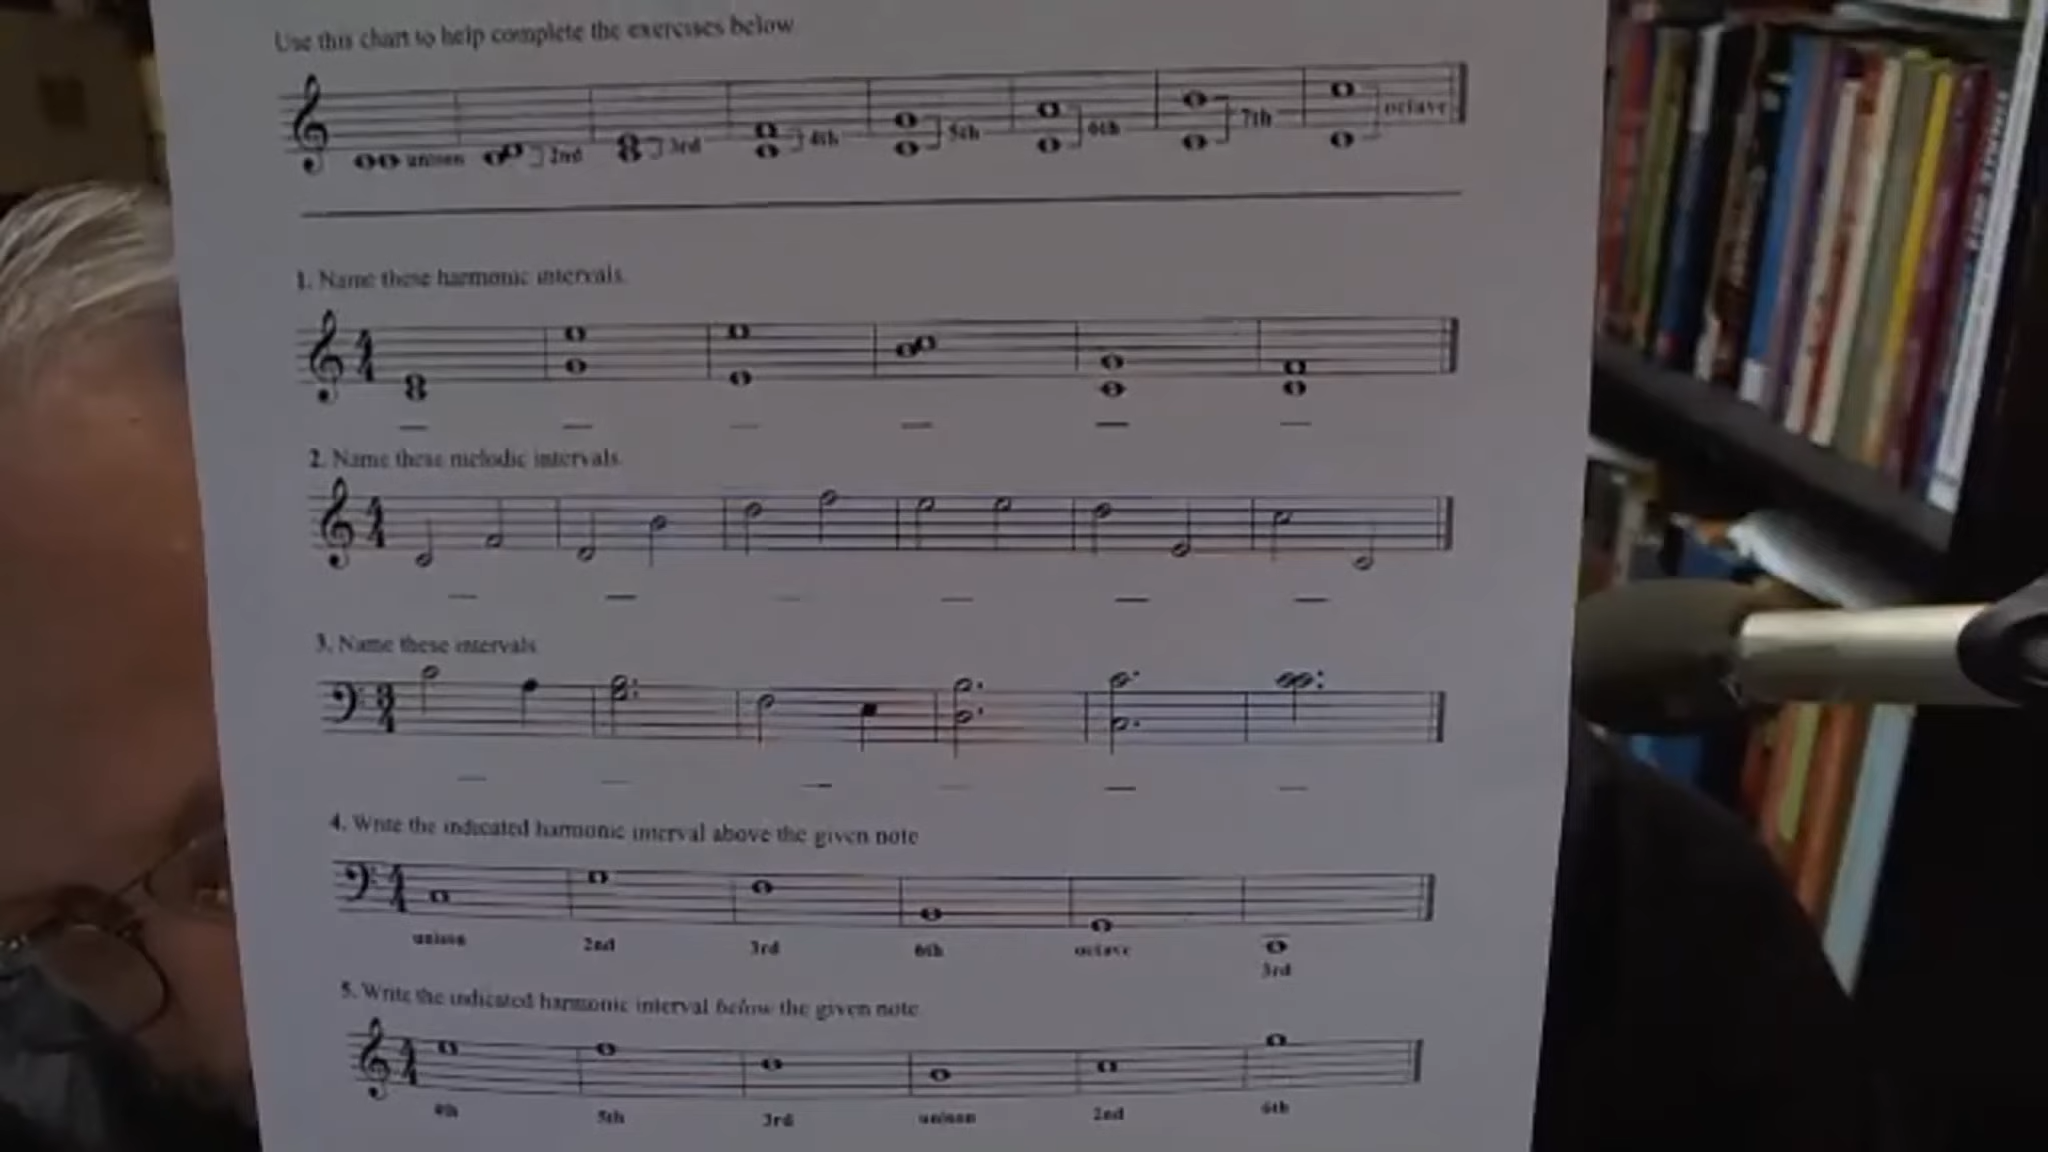 Use this chart to help complete the exercises below
unison 2nd 3rd 4th 5th 6th 7th octave
1. Name these harmonic intervals.
2. Name these melodic intervals.
3. Name these intervals
4. Write the indicated harmonic interval above the given note
unison 2nd 3rd 6th octave 3rd
5. Write the indicated harmonic interval below the given note
4th 5th 3rd unison 2nd 6th